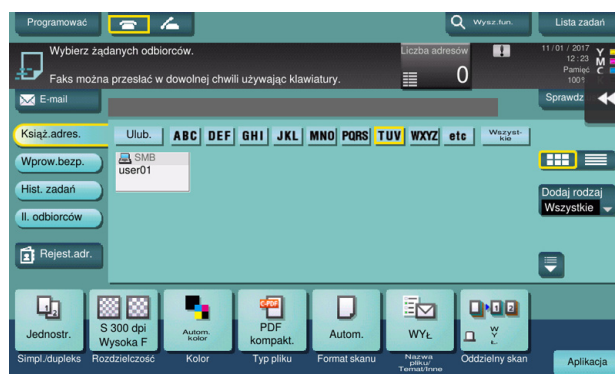 Programować
Wysz.fun.
Lista zadań
Wybierz żądanych odbiorców.
Faks można przesłać w dowolnej chwili używając klawiatury.
Liczba adresów
0
11/01/2017
12:23
Pamięć
100%
Y
M
C
E-mail
Sprawdz
Książ.adres.
Ulub.
ABC
DEF
GHI
JKL
MNO
PQRS
TUV
WXYZ
etc
Wszyst-
kie
Wprow.bezp.
SMB
user01
Hist. zadań
Il. odbiorców
Dodaj rodzaj
Wszystkie
Rejest.adr.
Jednostr.
S 300 dpi
Wysoka F
Autom.
kolor
PDF
kompakt.
Autom.
WYŁ
W
Y
Ł
Simpl./dupleks
Rozdzielczość
Kolor
Typ pliku
Format skanu
Nazwa
pliku/
Temat/Inne
Oddzielny skan
Aplikacja